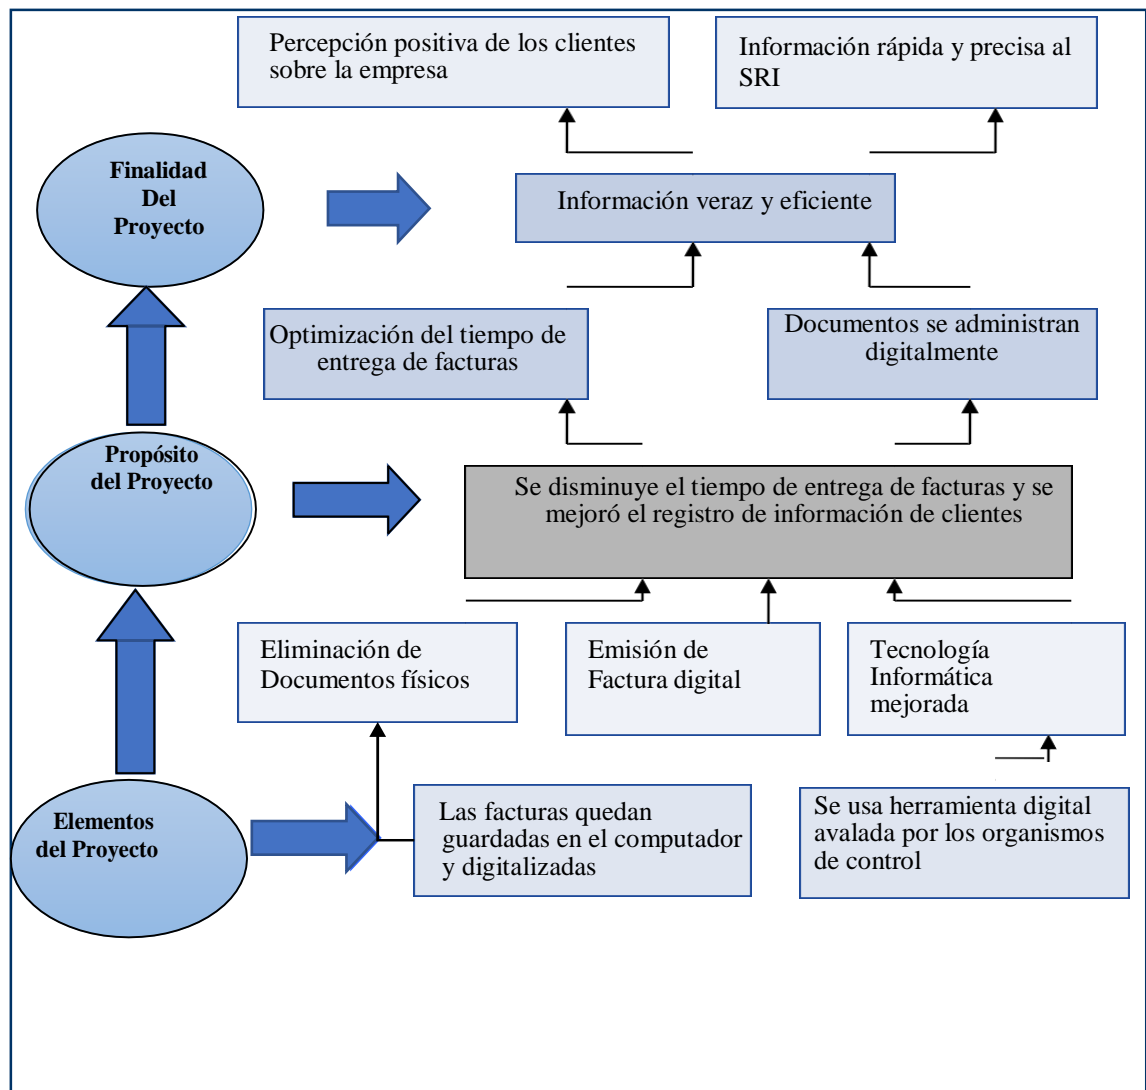 Percepción positiva de los clientes
sobre la empresa
Información rápida y precisa al
SRI
Finalidad
Del
Proyecto
Información veraz y eficiente
Optimización del tiempo de
entrega de facturas
Documentos se administran
digitalmente
Propósito
del Proyecto
Se disminuye el tiempo de entrega de facturas y se
mejoró el registro de información de clientes
Eliminación de
Documentos físicos
Emisión de
Factura digital
Tecnología
Informática
mejorada
Elementos
del Proyecto
Las facturas quedan
guardadas en el computador
y digitalizadas
Se usa herramienta digital
avalada por los organismos
de control